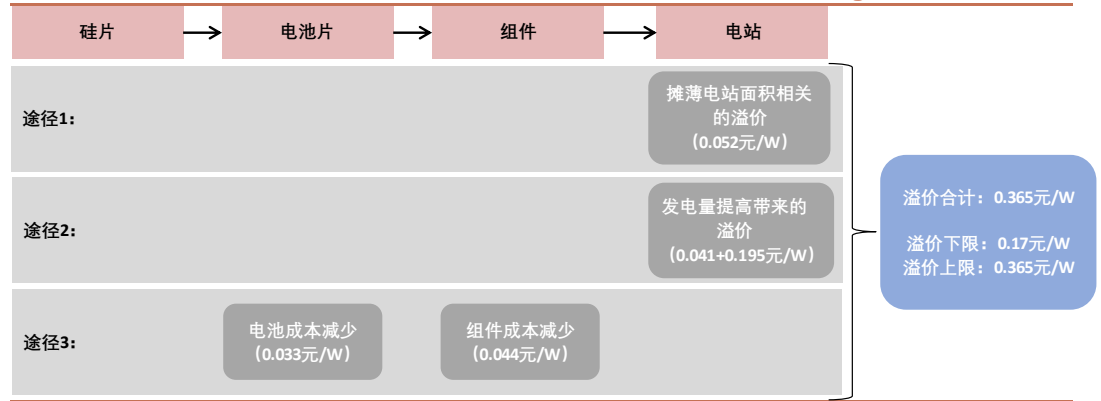 硅片
电池片
组件
电站
途径1:
摊薄电站面积相关
的溢价
（0.052元/W）
途径2:
发电量提高带来的
溢价
（0.041+0.195元/W）
溢价合计：0.365元/W
溢价下限：0.17元/W
溢价上限：0.365元/W
途径3:
电池成本减少
（0.033元/W）
组件成本减少
（0.044元/W）